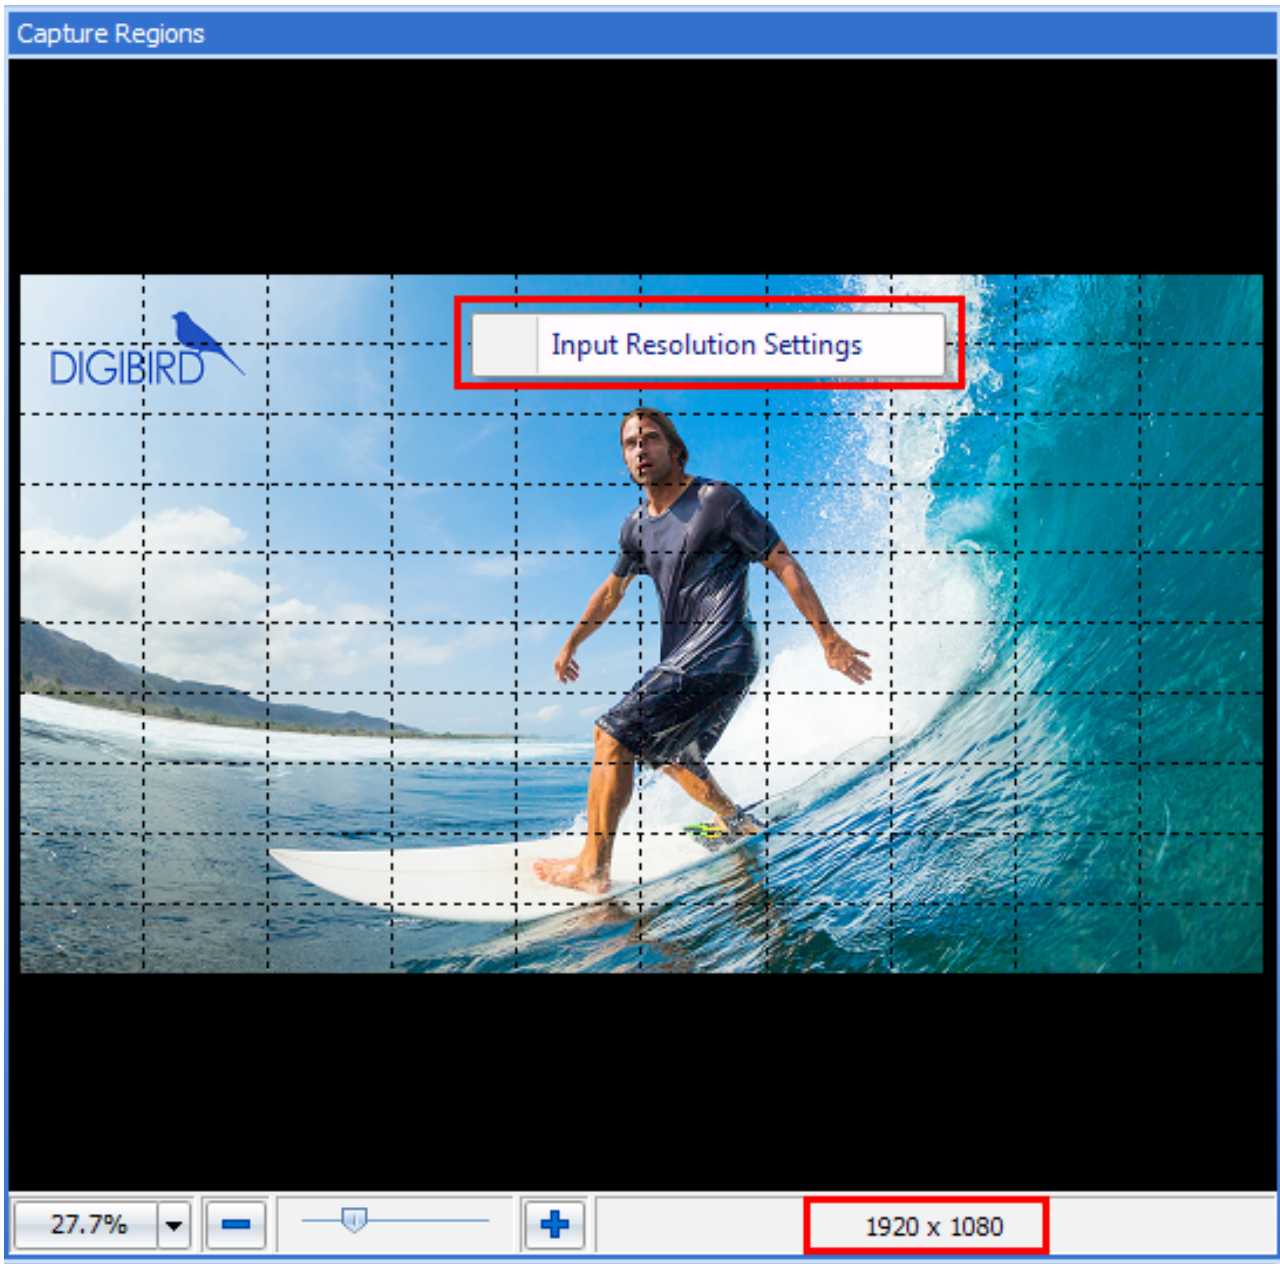 Capture Regions
DIGIBIRD
Input Resolution Settings
27.7%
1920 x 1080